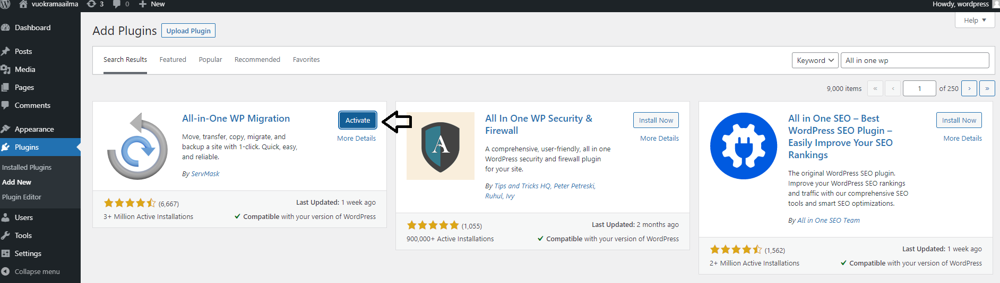 vuokramaailma 3 0 New Howdy, wordpress
Dashboard
Posts
Media
Pages
Comments
Appearance
Plugins
Installed Plugins
Add New
Plugin Editor
Users
Tools
Settings
Collapse menu
Help
Add Plugins Upload Plugin
Search Results Featured Popular Recommended Favorites Keyword All in one wp
9,000 items « ‹ 1 of 250 › »
All-in-One WP Migration
Activate
More Details
Move, transfer, copy, migrate, and
backup a site with 1-click. Quick, easy,
and reliable.
By ServMask
(6,667)
Last Updated: 1 week ago
3+ Million Active Installations
Compatible with your version of WordPress
A
All In One WP Security &
Firewall
Install Now
More Details
A comprehensive, user-friendly, all in one
WordPress security and firewall plugin
for your site.
By Tips and Tricks HQ, Peter Petreski,
Ruhul, Ivy
(1,055)
Last Updated: 2 months ago
900,000+ Active Installations
Compatible with your version of WordPress
All in One SEO – Best
WordPress SEO Plugin –
Easily Improve Your SEO
Rankings
Install Now
More Details
The original WordPress SEO plugin.
Improve your WordPress SEO rankings
and traffic with our comprehensive SEO
tools and smart SEO optimizations.
By All in One SEO Team
(1,562)
Last Updated: 1 week ago
2+ Million Active Installations
Compatible with your version of WordPress